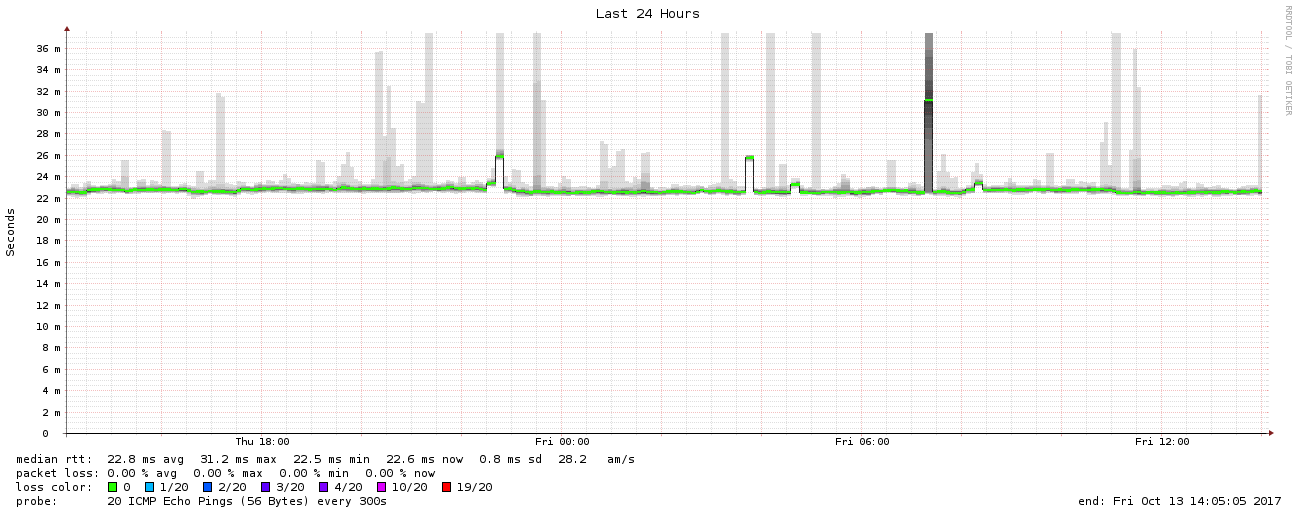 Last 24 Hours
RRDTOOL / TOBI OETIKER
Seconds
36 m
34 m
32 m
30 m
28 m
26 m
24 m
22 m
20 m
18 m
16 m
14 m
12 m
10 m
8 m
6 m
4 m
2 m
0
Thu 18:00 Fri 00:00 Fri 06:00 Fri 12:00
median rtt: 22.8 ms avg 31.2 ms max 22.5 ms min 22.6 ms now 0.8 ms sd 28.2 am/s
packet loss: 0.00 % avg 0.00 % max 0.00 % min 0.00 % now
loss color: 0 1/20 2/20 3/20 4/20 10/20 19/20
probe: 20 ICMP Echo Pings (56 Bytes) every 300s end: Fri Oct 13 14:05:05 2017